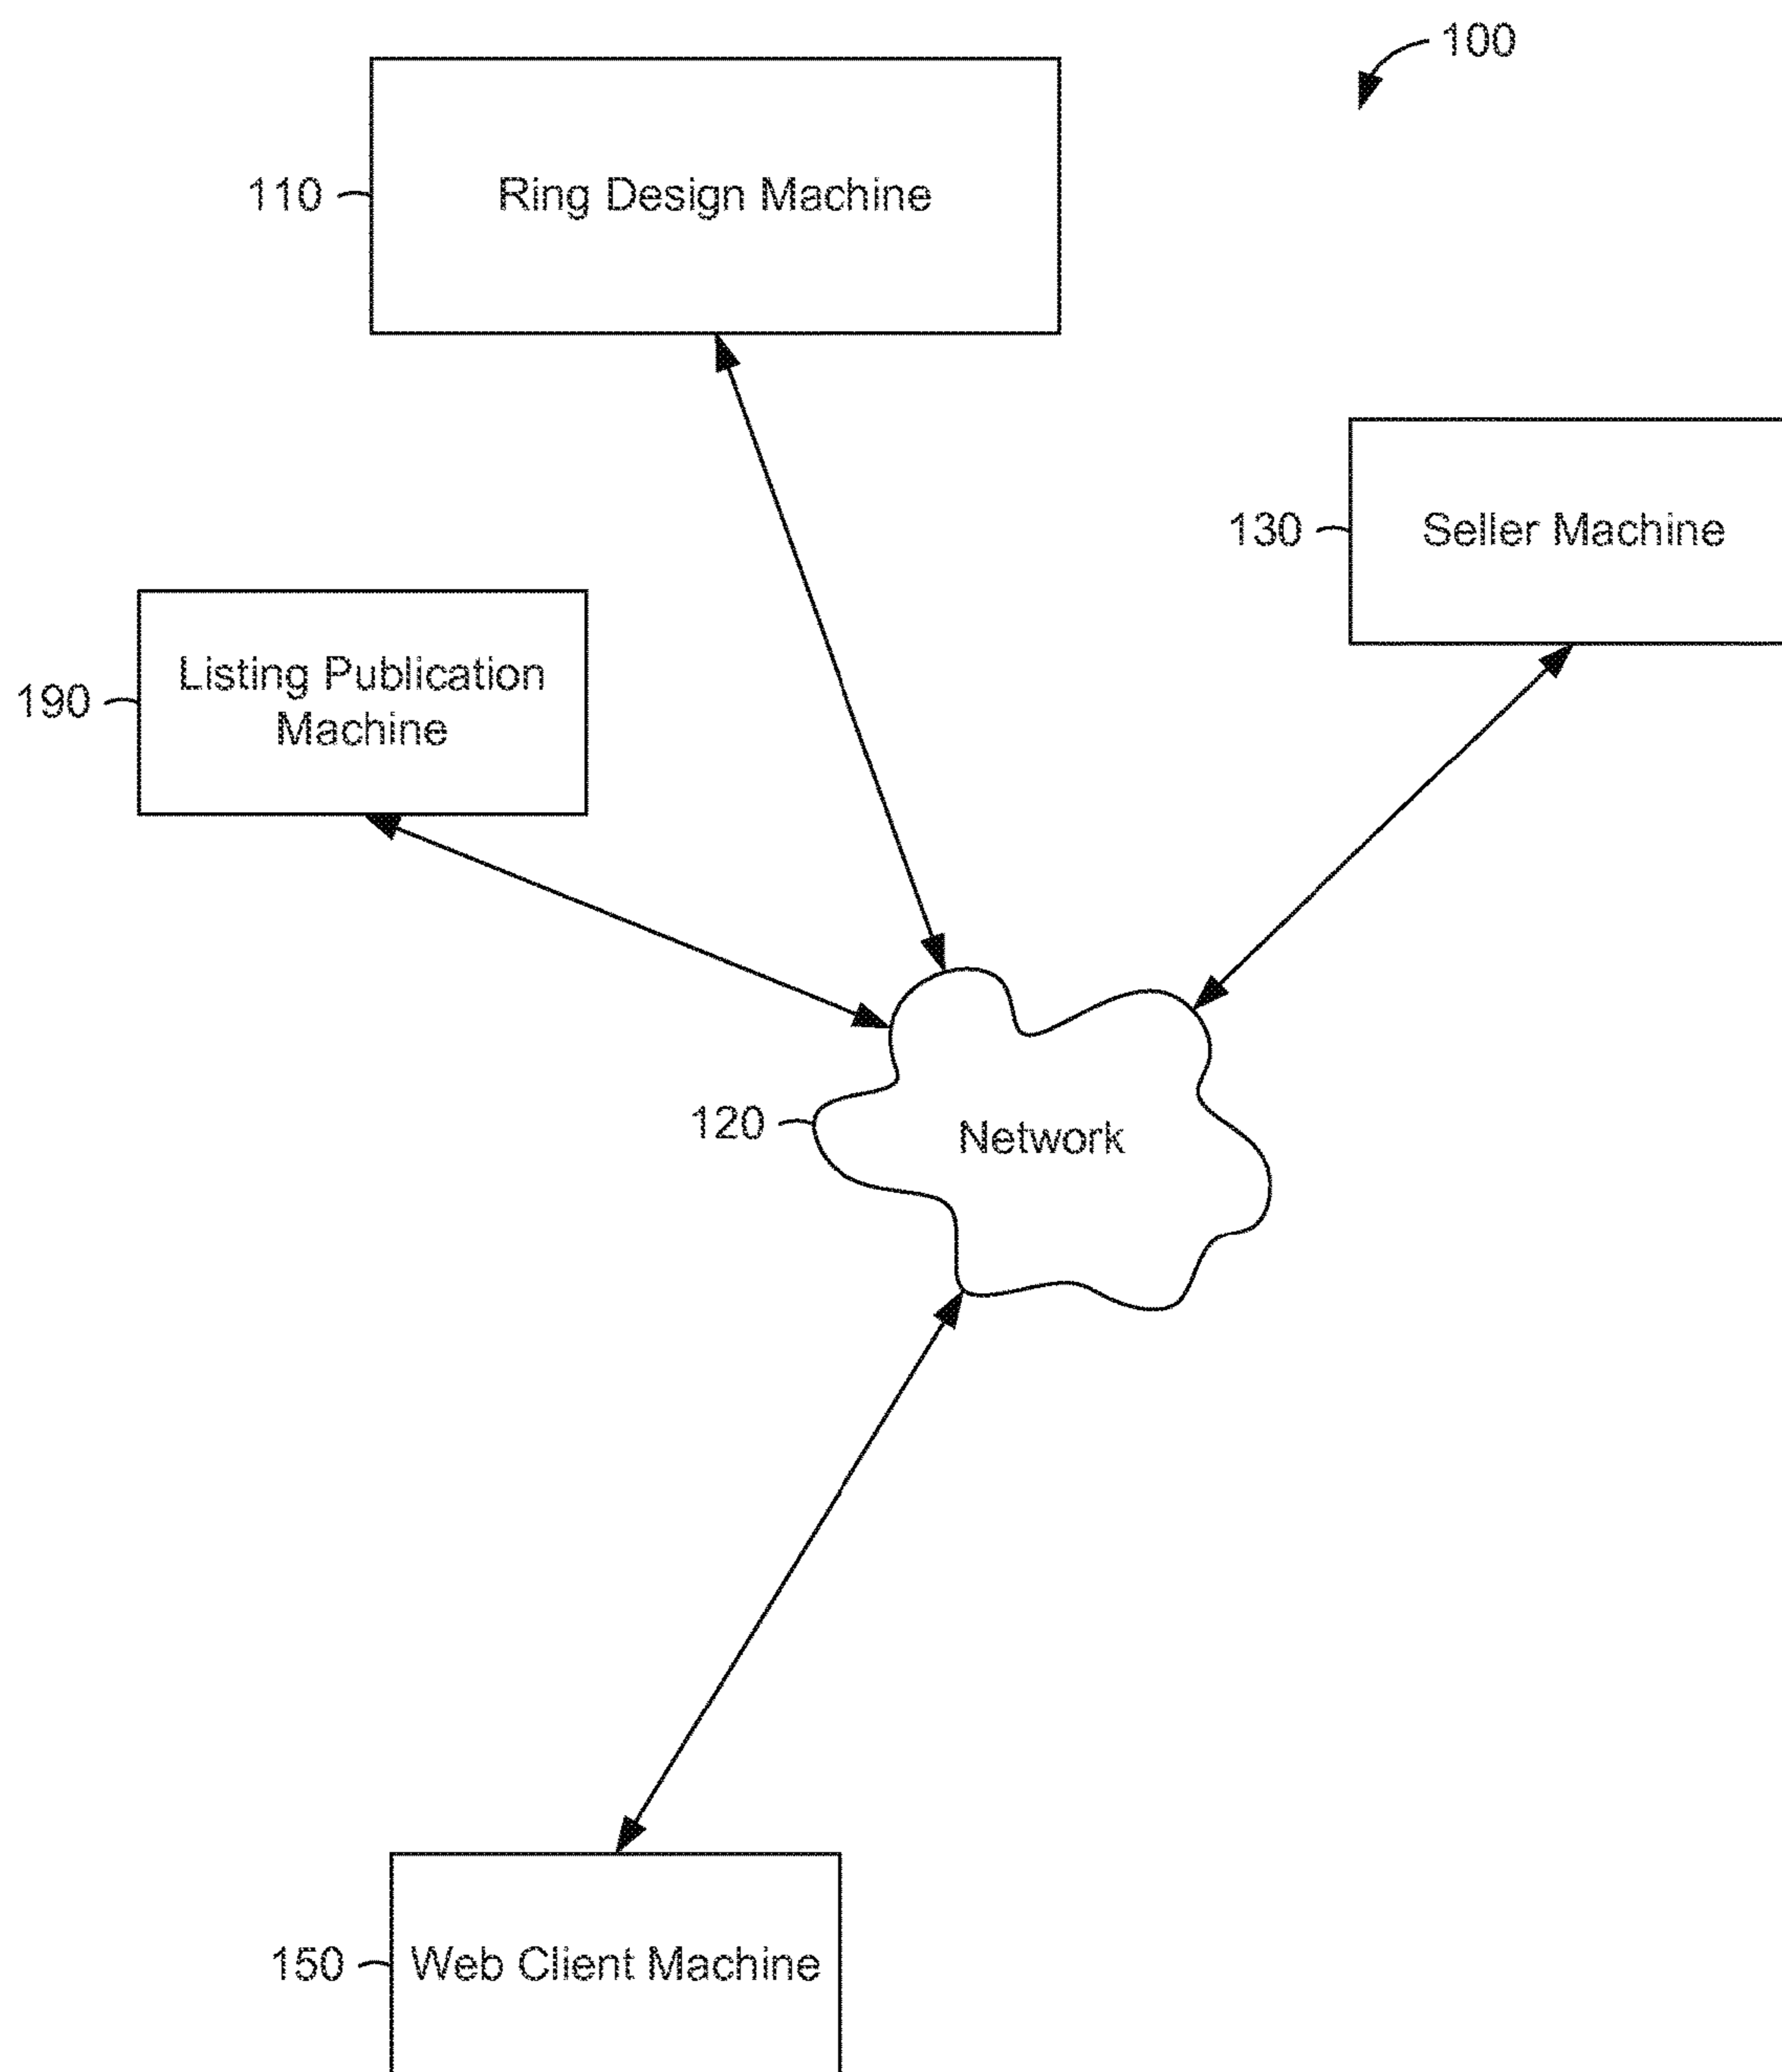 100
110
Ring Design Machine
130
Seller Machine
190
Listing Publication
Machine
120
Network
150
Web Client Machine